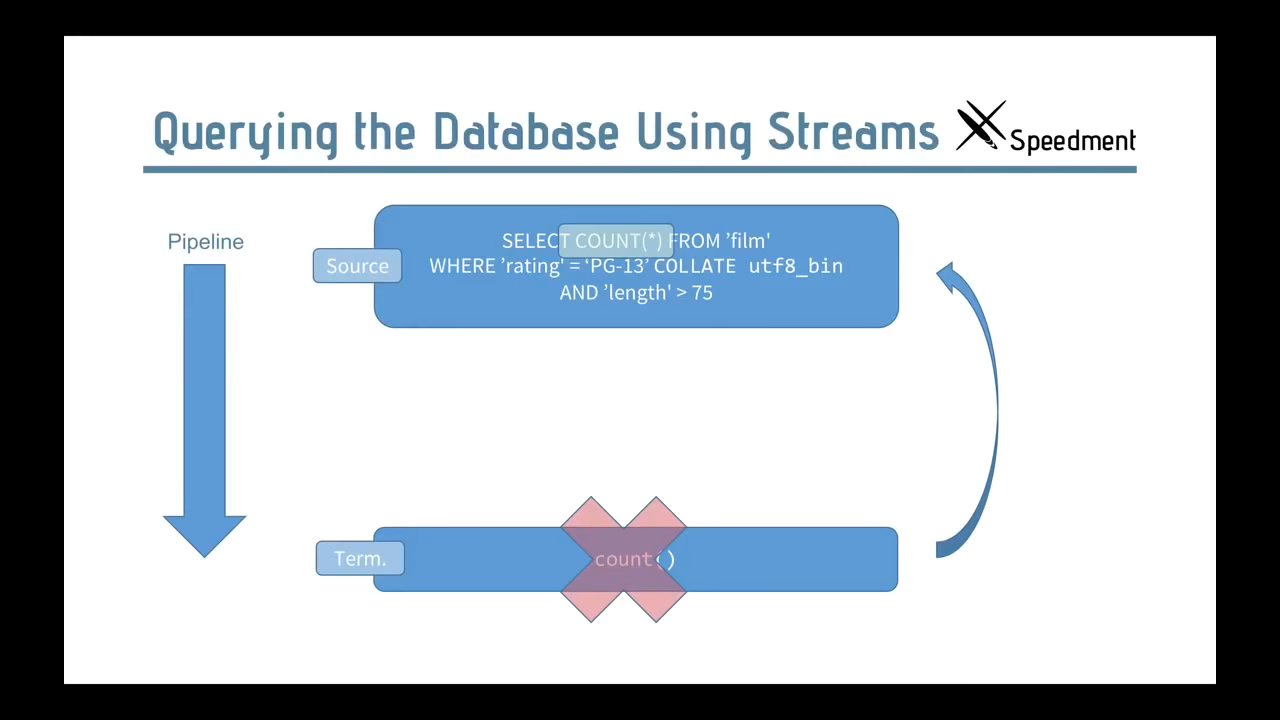 Querying the Database Using Streams
Speedment
Pipeline
Source
SELECT COUNT(*) FROM ’film'
WHERE 'rating' = ‘PG-13’ COLLATE utf8_bin
AND ’length' > 75
Term.
count()